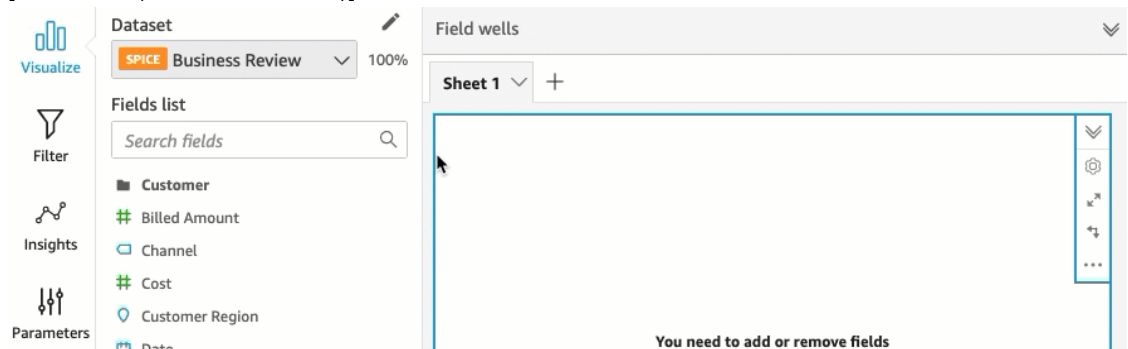 Visualize
Filter
Insights
Parameters
Dataset
SPICE Business Review 100%
Fields list
Search fields
Customer
Billed Amount
Channel
Cost
Customer Region
Date
Field wells
Sheet 1
You need to add or remove fields